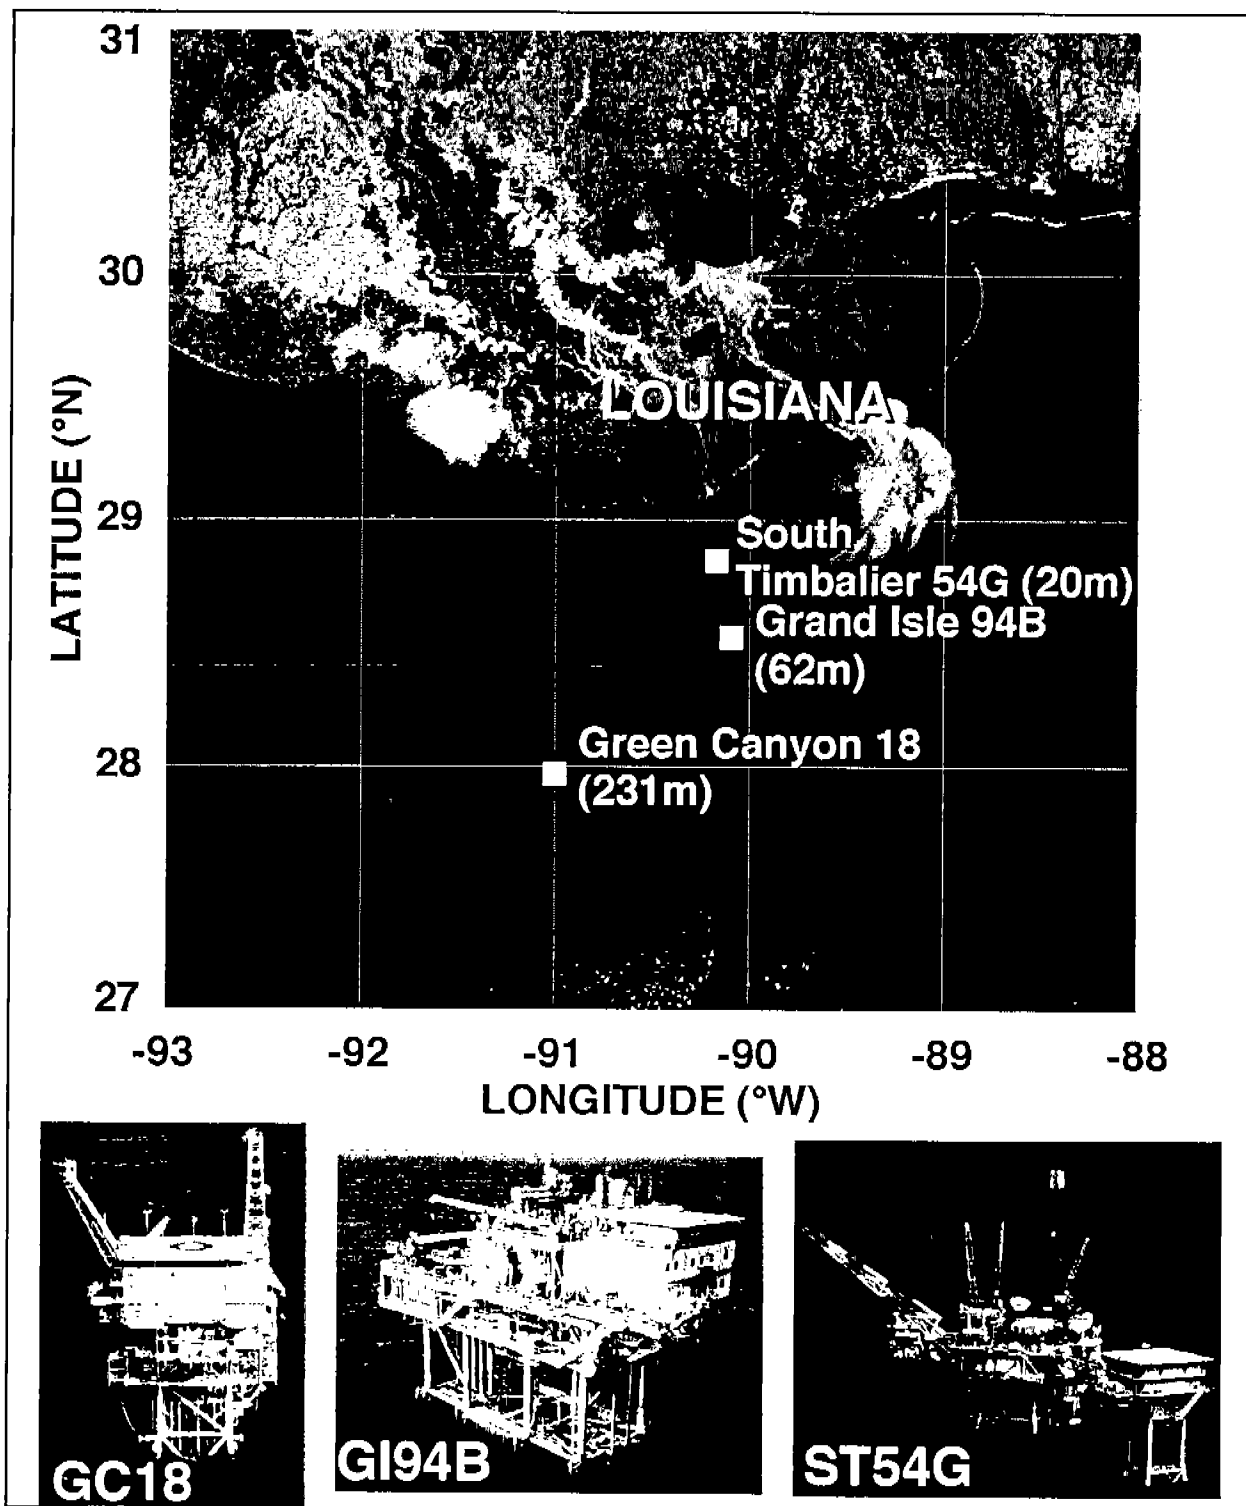 31
30
29
28
27
LATITUDE (°N)
LOUISIANA
South
Timbalier 54G (20m)
Grand Isle 94B
(62m)
Green Canyon 18
(231m)
-93 -92 -91 -90 -89 -88
LONGITUDE (°W)
GC18 GI94B ST54G